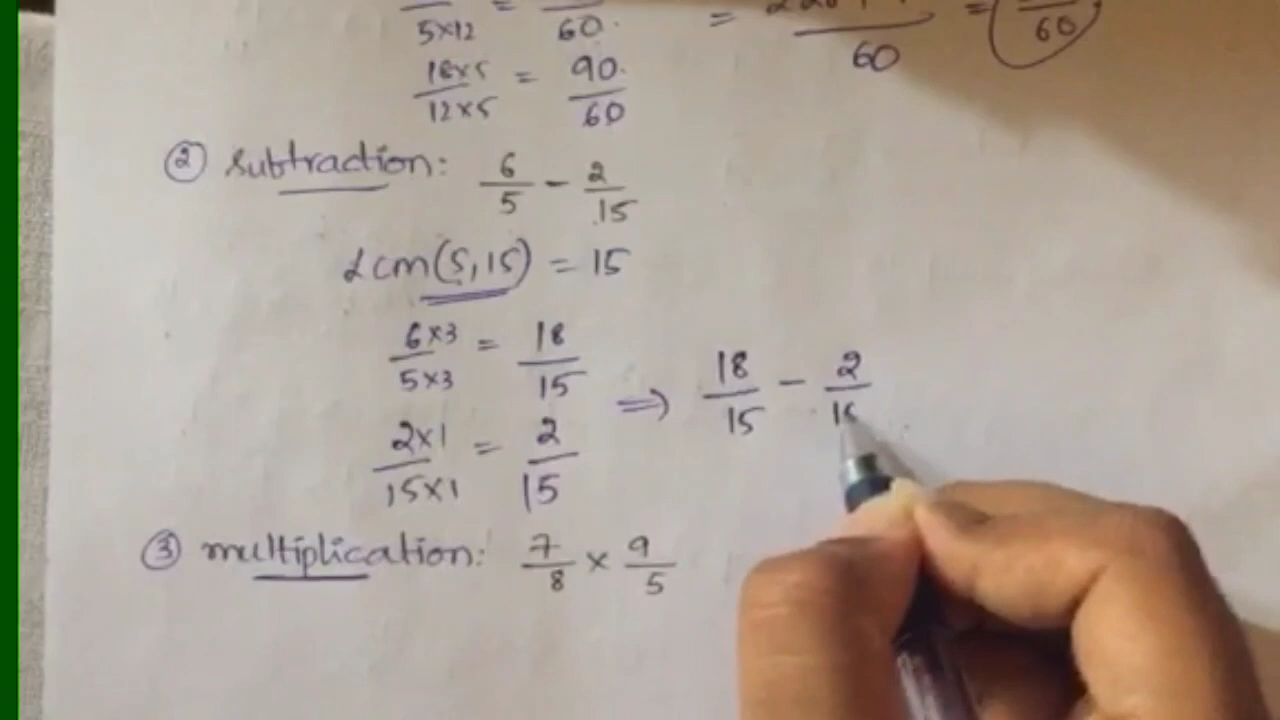 5×12 = 60. = 60 = 60
18×5/12×5 = 90./60
② Subtraction: 6/5 - 2/15
Lcm(5,15) = 15
6×3/5×3 = 18/15
⇒ 18/15 - 2/15
2×1/15×1 = 2/15
③ multiplication: 7/8 × 9/5